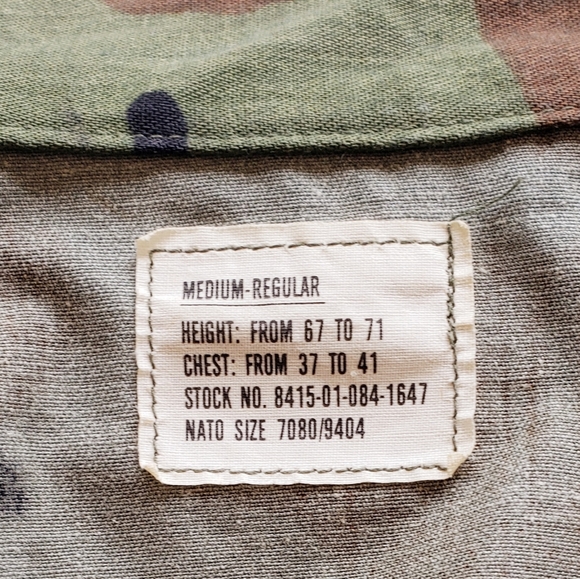 MEDIUM-REGULAR
HEIGHT: FROM 67 TO 71
CHEST: FROM 37 TO 41
STOCK NO. 8415-01-084-1647
NATO SIZE 7080/9404